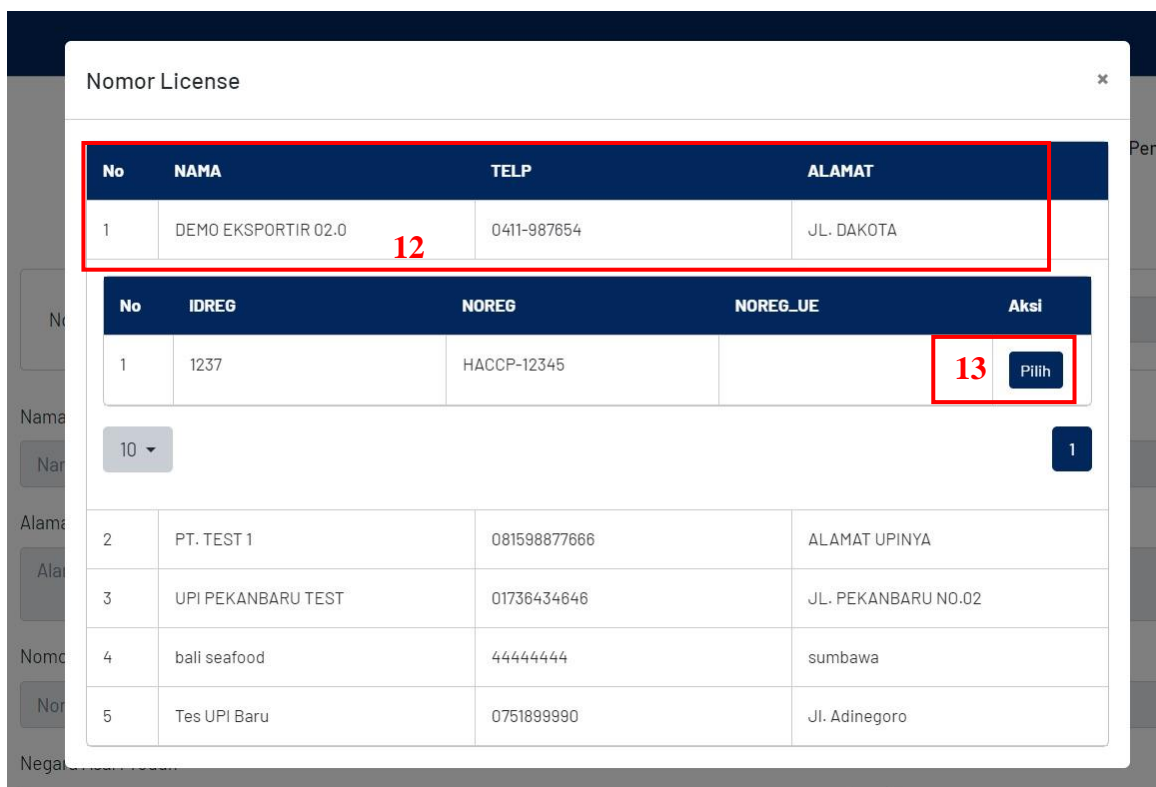 Nomor License ×
Per
No NAMA TELP ALAMAT
1 DEMO EKSPORTIR 02.0 0411-987654 JL. DAKOTA
12
No IDREG NOREG NOREG_UE Aksi
1 1237 HACCP-12345 13 Pilih
Nama
10 1
Alama
2 PT. TEST 1 081598877666 ALAMAT UPINYA
3 UPI PEKANBARU TEST 01736434646 JL. PEKANBARU NO.02
4 bali seafood 44444444 sumbawa
5 Tes UPI Baru 0751899990 Jl. Adinegoro